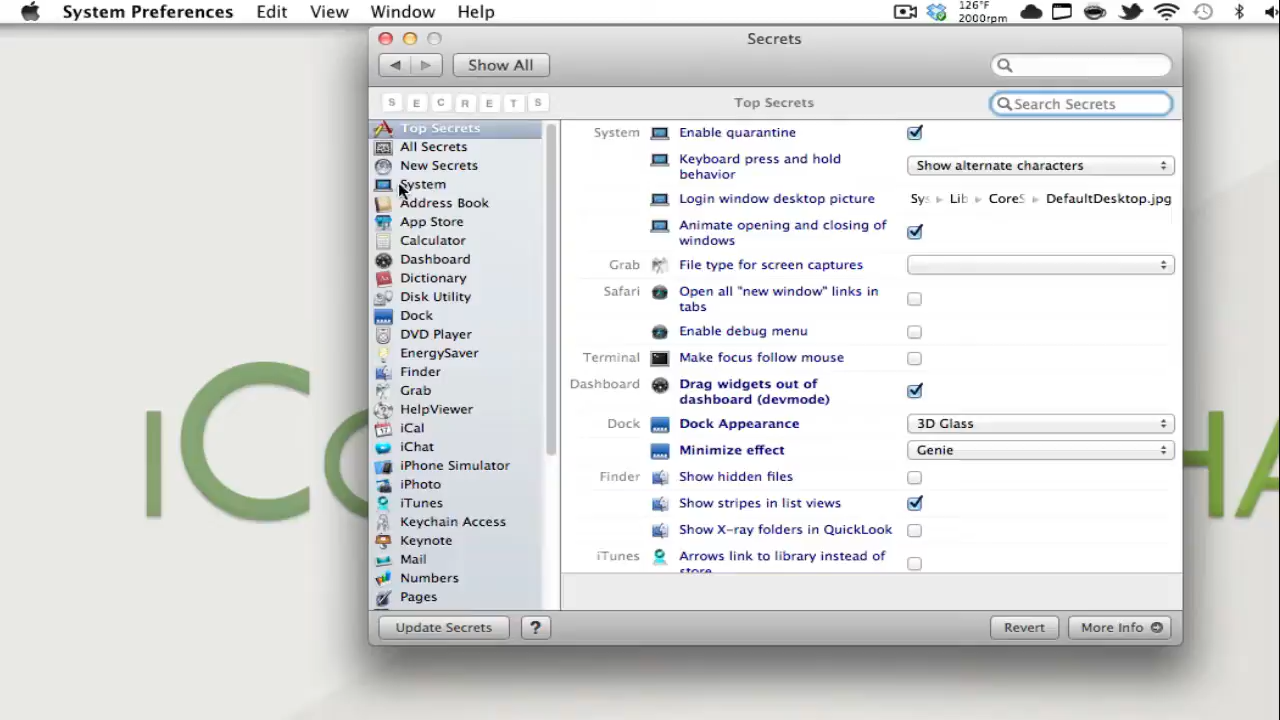 System Preferences Edit View Window Help 126°F
2000rpm
Secrets
Show All
S E C R E T S Top Secrets Search Secrets
Top Secrets
All Secrets
New Secrets
System
Address Book
App Store
Calculator
Dashboard
Dictionary
Disk Utility
Dock
DVD Player
EnergySaver
Finder
Grab
HelpViewer
iCal
iChat
iPhone Simulator
iPhoto
iTunes
Keychain Access
Keynote
Mail
Numbers
Pages
System Enable quarantine
Keyboard press and hold
behavior
Show alternate characters
Login window desktop picture Sy: Lib CoreS DefaultDesktop.jpg
Animate opening and closing of
windows
Grab File type for screen captures
Safari Open all "new window" links in
tabs
Enable debug menu
Terminal Make focus follow mouse
Dashboard Drag widgets out of
dashboard (devmode)
Dock Dock Appearance 3D Glass
Minimize effect Genie
Finder Show hidden files
Show stripes in list views
Show X-ray folders in QuickLook
iTunes Arrows link to library instead of
store
Update Secrets ? Revert More Info